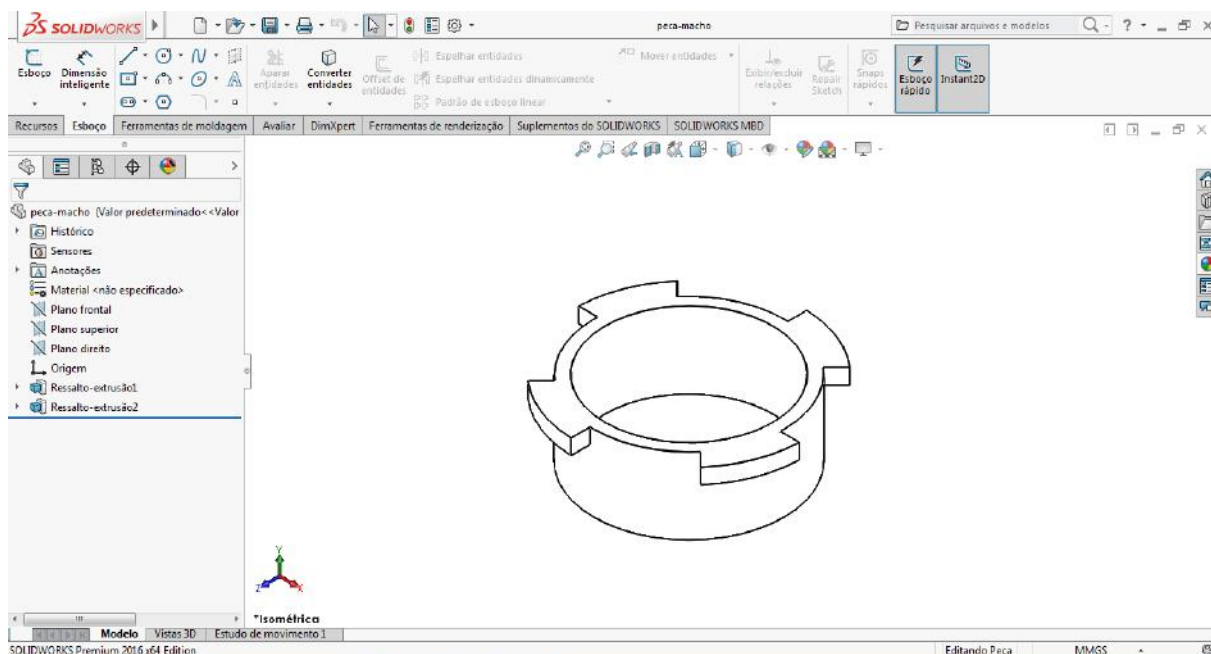 SOLIDWORKS
peca-macho
Pesquisar arquivos e modelos
Esboço
Dimensão inteligente
Aparar entidades
Converter entidades
Offset de entidades
Espelhar entidades
Espelhar entidades dinamicamente
Padrão de esboço linear
Mover entidades
Exibir/excluir relações
Repair Sketch
Snaps rápidos
Esboço rápido
Instant2D
Recursos Esboço Ferramentas de moldagem Avaliar DimXpert Ferramentas de renderização Suplementos do SOLIDWORKS SOLIDWORKS MBD
peca-macho (Valor predeterminado<<Valor
Histórico
Sensores
Anotações
Material <não especificado>
Plano frontal
Plano superior
Plano direito
Origem
Ressalto-extrusão1
Ressalto-extrusão2
Y
Z
X
*Isométrica
Modelo Vistas 3D Estudo de movimento 1
SOLIDWORKS Premium 2016 x64 Edition
Editando Peça MMGS